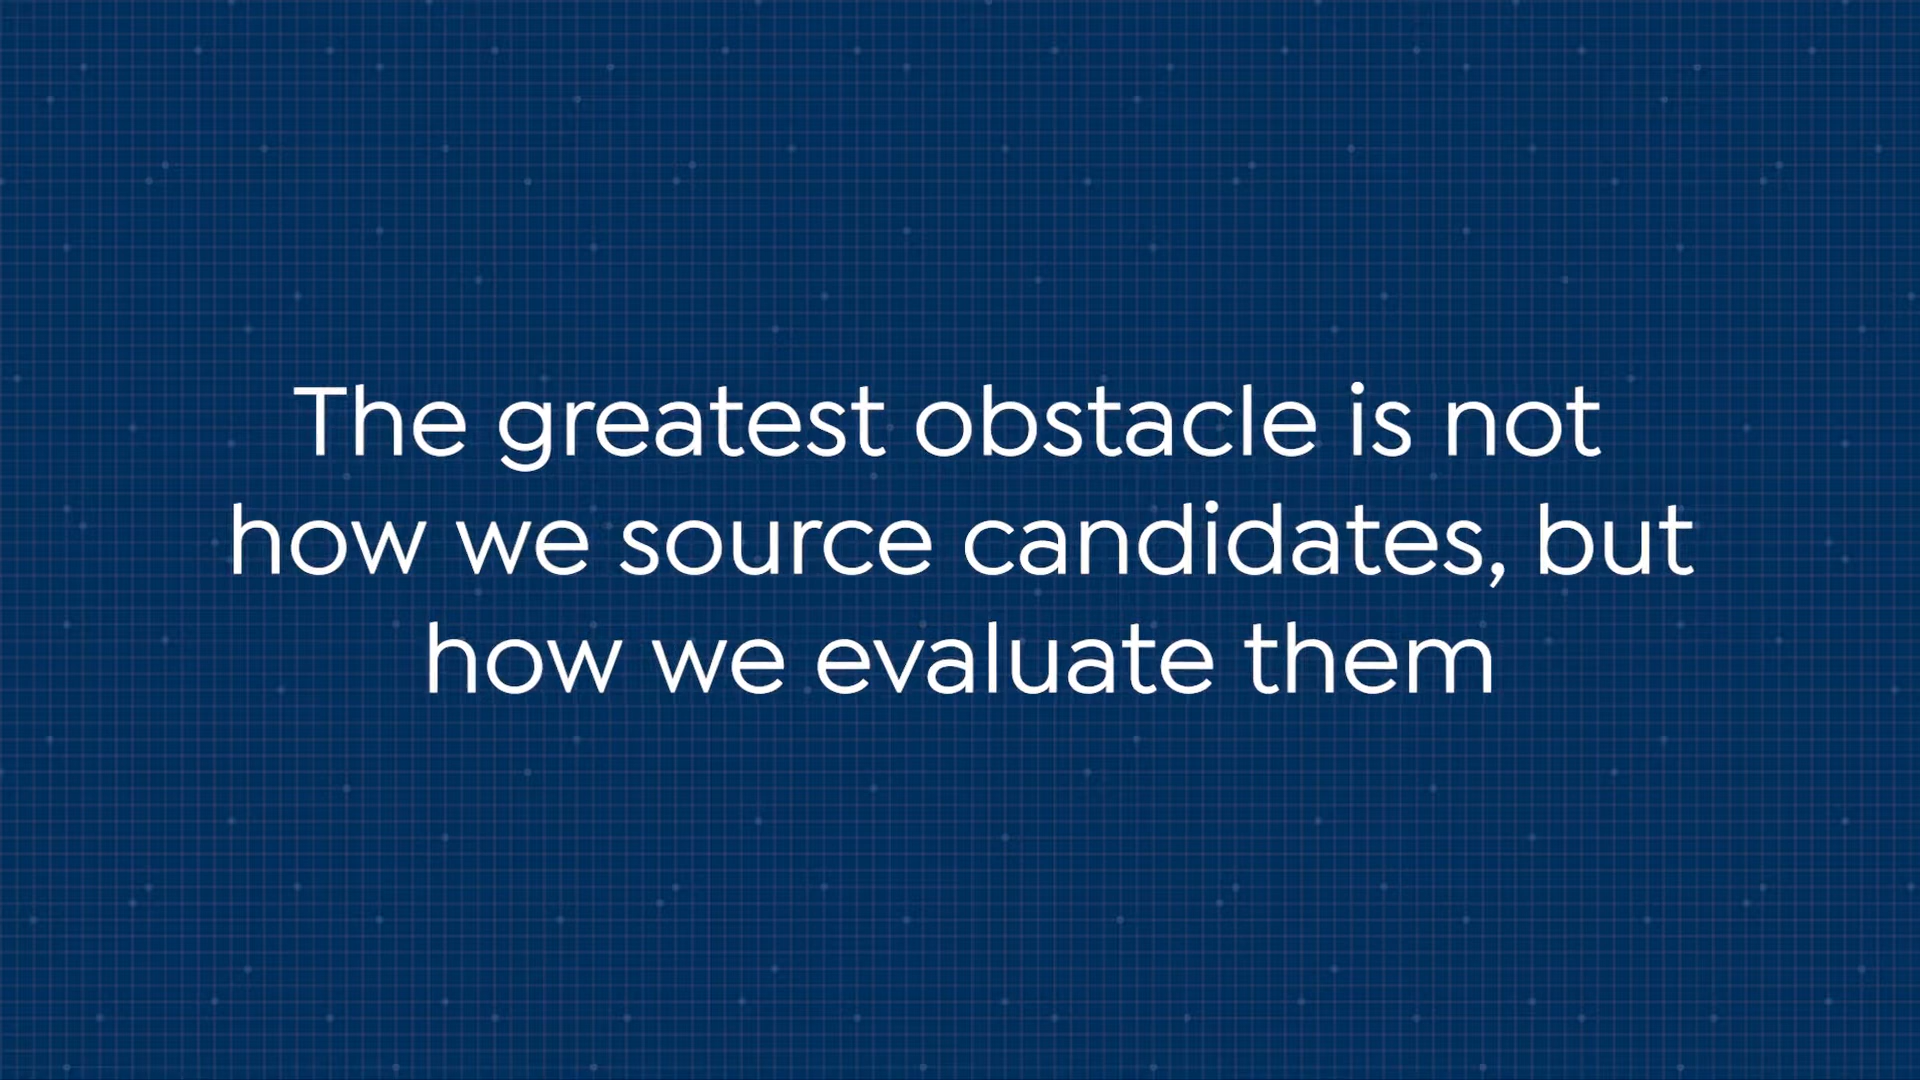 The greatest obstacle is not
how we source candidates, but
how we evaluate them